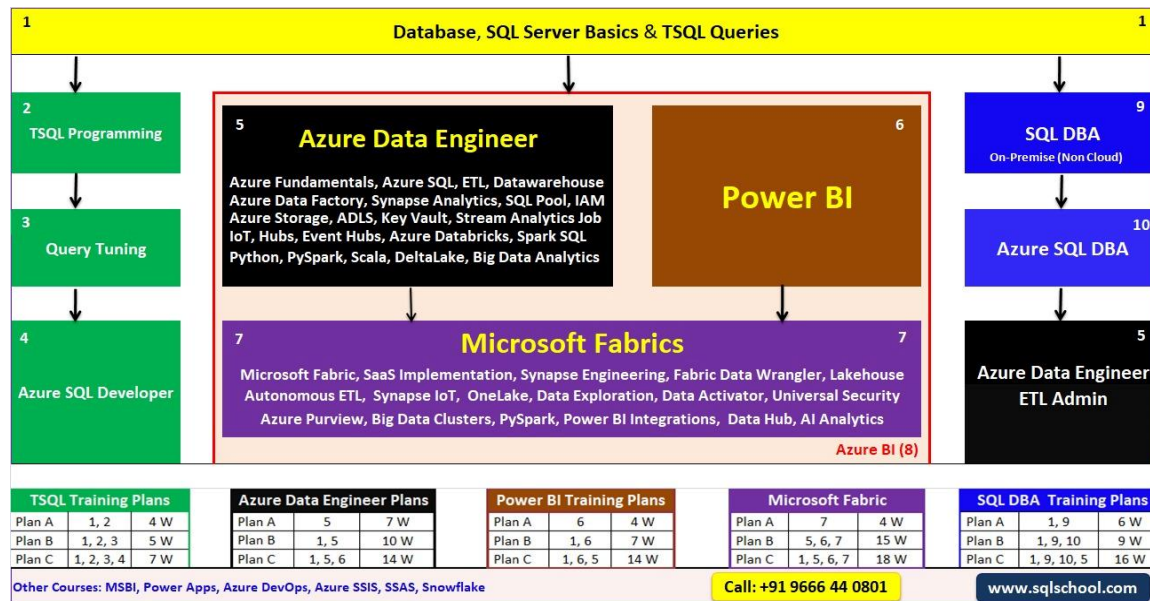 1
Database, SQL Server Basics & TSQL Queries
1
2
TSQL Programming
3
Query Tuning
4
Azure SQL Developer
5
Azure Data Engineer
Azure Fundamentals, Azure SQL, ETL, Datawarehouse
Azure Data Factory, Synapse Analytics, SQL Pool, IAM
Azure Storage, ADLS, Key Vault, Stream Analytics Job
IoT, Hubs, Event Hubs, Azure Databricks, Spark SQL
Python, PySpark, Scala, DeltaLake, Big Data Analytics
6
Power BI
7
Microsoft Fabrics
7
Microsoft Fabric, SaaS Implementation, Synapse Engineering, Fabric Data Wrangler, Lakehouse
Autonomous ETL, Synapse IoT, OneLake, Data Exploration, Data Activator, Universal Security
Azure Purview, Big Data Clusters, PySpark, Power BI Integrations, Data Hub, AI Analytics
Azure BI (8)
9
SQL DBA
On-Premise (Non Cloud)
10
Azure SQL DBA
5
Azure Data Engineer
ETL Admin
TSQL Training Plans
Plan A 1, 2 4 W
Plan B 1, 2, 3 5 W
Plan C 1, 2, 3, 4 7 W
Azure Data Engineer Plans
Plan A 5 7 W
Plan B 1, 5 10 W
Plan C 1, 5, 6 14 W
Power BI Training Plans
Plan A 6 4 W
Plan B 1, 6 7 W
Plan C 1, 6, 5 14 W
Microsoft Fabric
Plan A 7 4 W
Plan B 5, 6, 7 15 W
Plan C 1, 5, 6, 7 18 W
SQL DBA Training Plans
Plan A 1, 9 6 W
Plan B 1, 9, 10 9 W
Plan C 1, 9, 10, 5 16 W
Other Courses: MSBI, Power Apps, Azure DevOps, Azure SSIS, SSAS, Snowflake
Call: +91 9666 44 0801
www.sqlschool.com